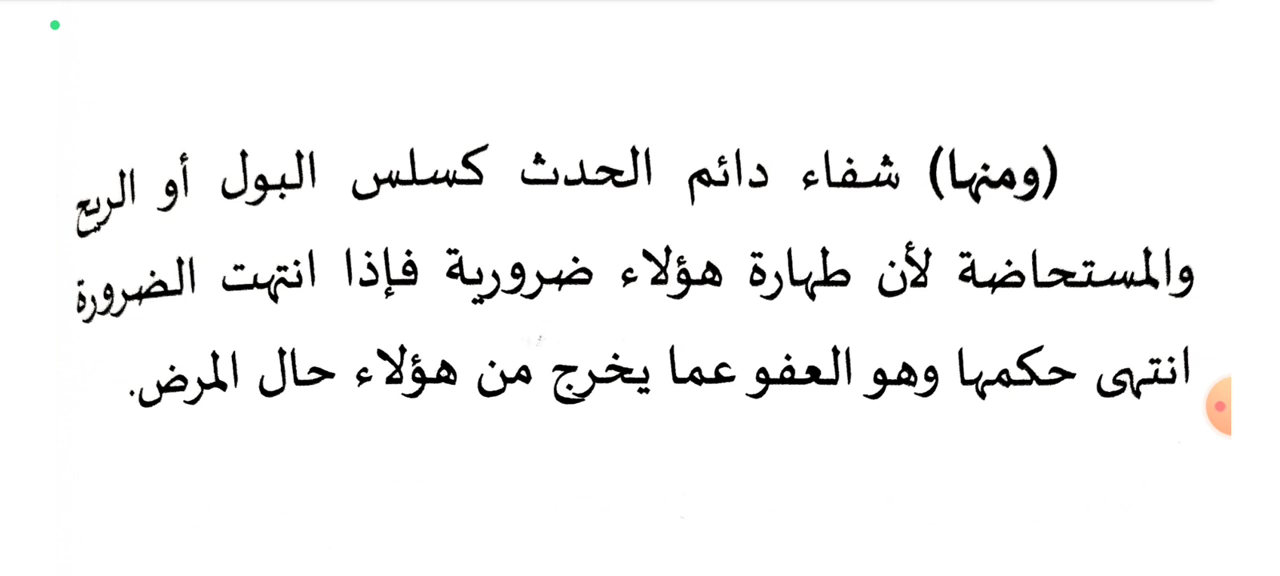 (ومنها) شفاء دائم الحدث كسلس البول أو الريح
والمستحاضة لأن طهارة هؤلاء ضرورية فإذا انتهت الضرورة
انتهى حكمها وهو العفو عما يخرج من هؤلاء حال المرض.